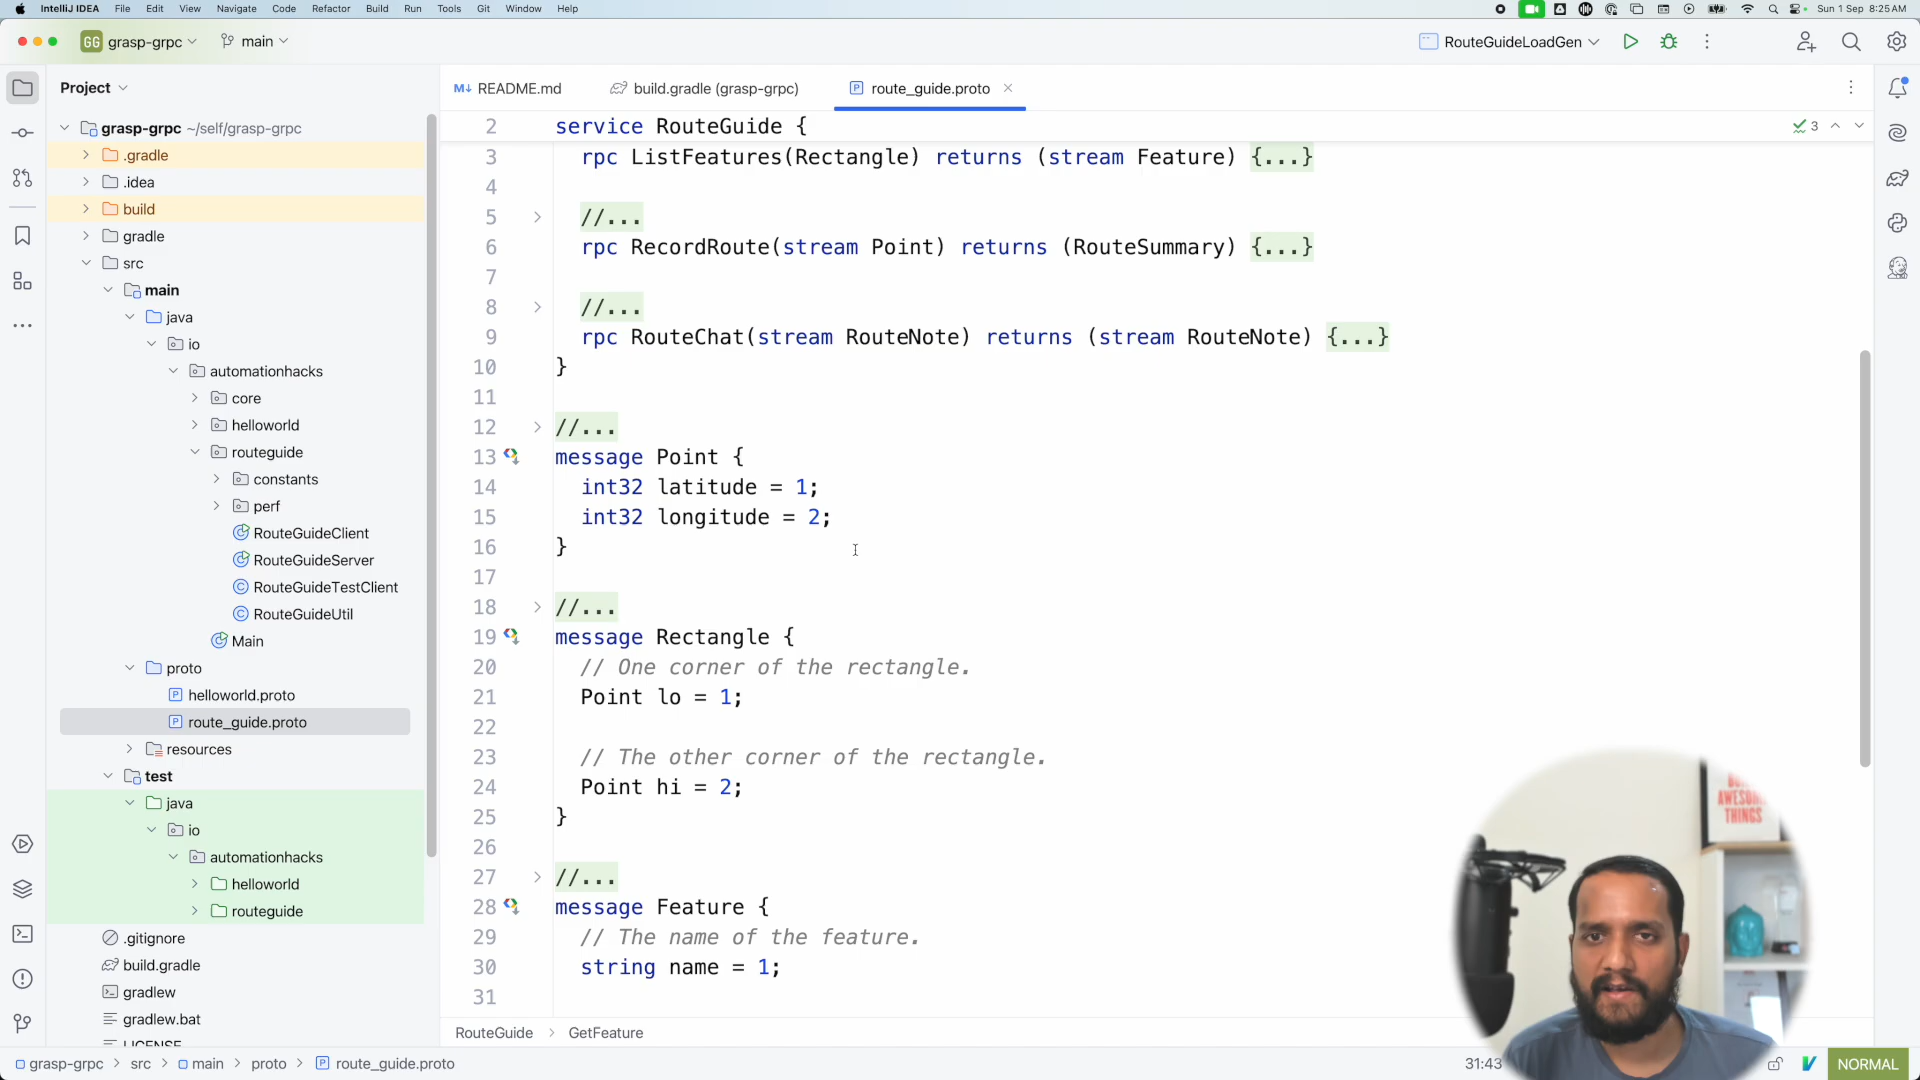 IntelliJ IDEA File Edit View Navigate Code Refactor Build Run Tools Git Window Help Sun 1 Sep 8:25 AM
GG grasp-grpc main RouteGuideLoadGen
Project
README.md build.gradle (grasp-grpc) route_guide.proto
grasp-grpc ~/self/grasp-grpc
.gradle
.idea
build
gradle
src
main
java
io
automationhacks
core
helloworld
routeguide
constants
perf
RouteGuideClient
RouteGuideServer
RouteGuideTestClient
RouteGuideUtil
Main
proto
helloworld.proto
route_guide.proto
resources
test
java
io
automationhacks
helloworld
routeguide
.gitignore
build.gradle
gradlew
gradlew.bat
LICENSE
3
2 service RouteGuide {
3 rpc ListFeatures(Rectangle) returns (stream Feature) {...}
4
5 //...
6 rpc RecordRoute(stream Point) returns (RouteSummary) {...}
7
8 //...
9 rpc RouteChat(stream RouteNote) returns (stream RouteNote) {...}
10 }
11
12 //...
13 message Point {
14 int32 latitude = 1;
15 int32 longitude = 2;
16 }
17
18 //...
19 message Rectangle {
20 // One corner of the rectangle.
21 Point lo = 1;
22
23 // The other corner of the rectangle.
24 Point hi = 2;
25 }
26
27 //...
28 message Feature {
29 // The name of the feature.
30 string name = 1;
31
AWESOME
THINGS
RouteGuide > GetFeature
grasp-grpc > src > main > proto > route_guide.proto
31:43
NORMAL